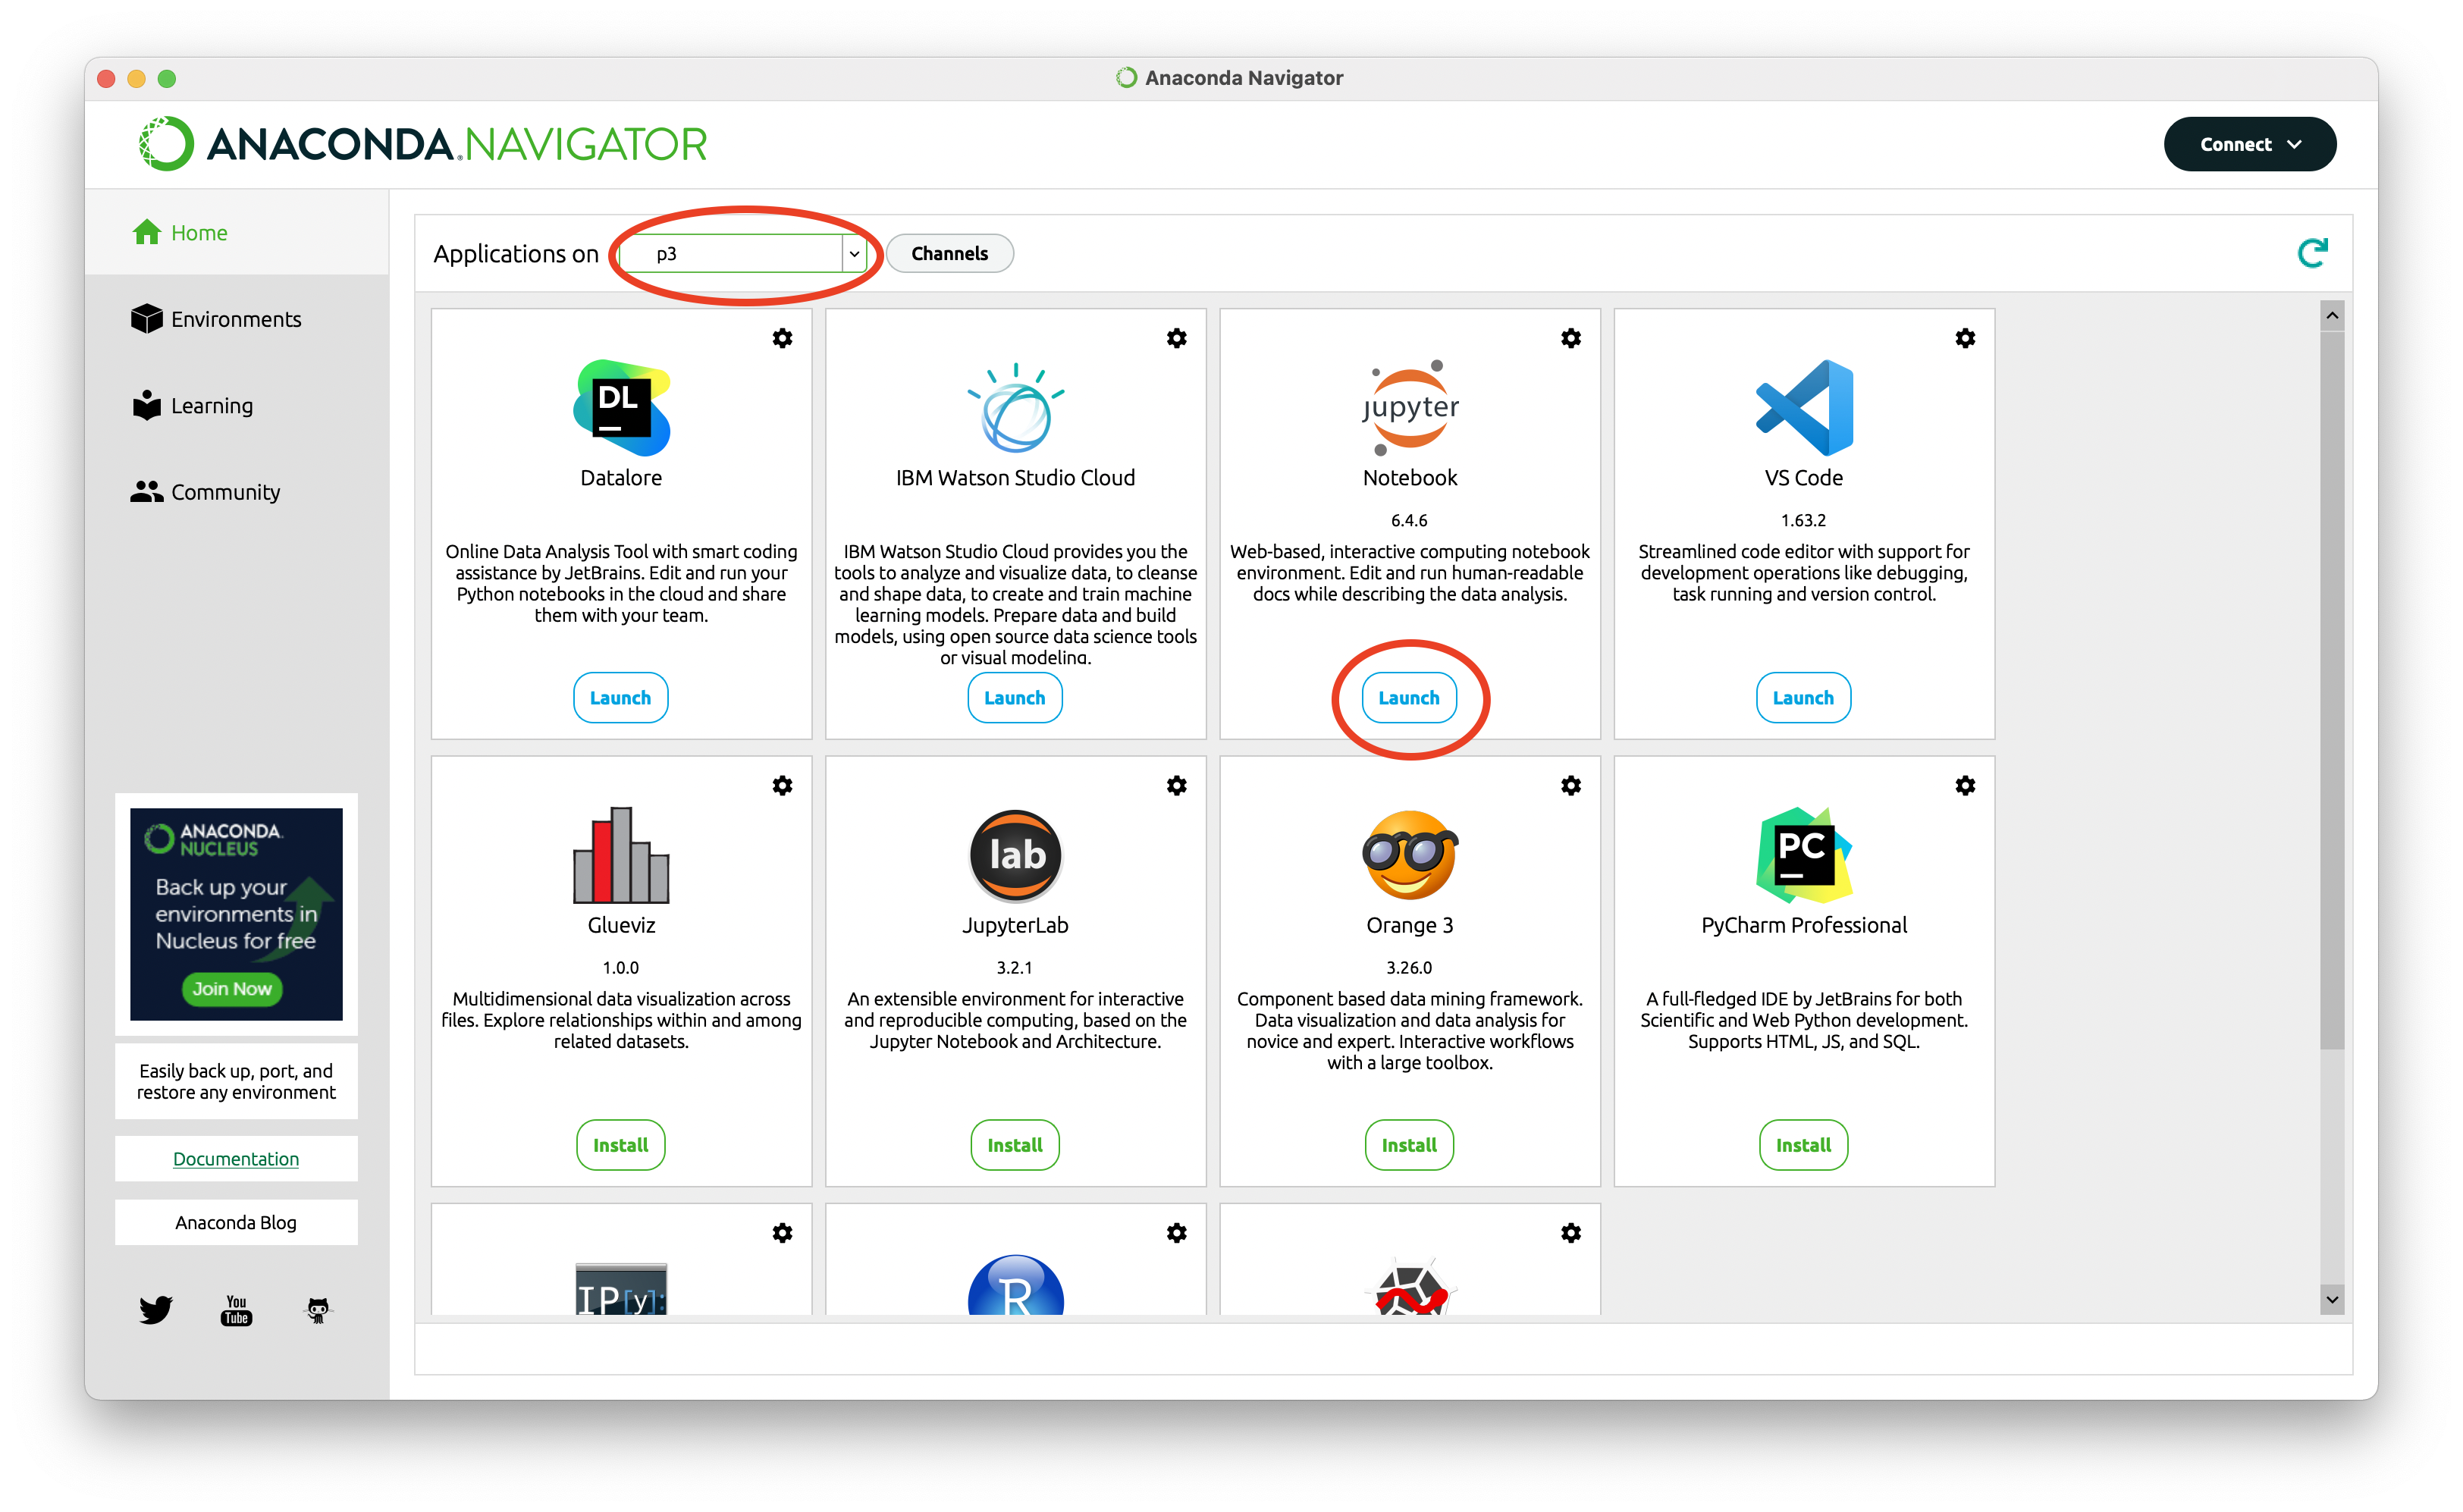 Anaconda Navigator
ANACONDA.NAVIGATOR
Connect
Home
Environments
Learning
Community
ANACONDA.
NUCLEUS
Back up your
environments in
Nucleus for free
Join Now
Easily back up, port, and
restore any environment
Documentation
Anaconda Blog
You
Tube
Applications on
p3
Channels
DL
Datalore
Online Data Analysis Tool with smart coding
assistance by JetBrains. Edit and run your
Python notebooks in the cloud and share
them with your team.
Launch
IBM Watson Studio Cloud
IBM Watson Studio Cloud provides you the
tools to analyze and visualize data, to cleanse
and shape data, to create and train machine
learning models. Prepare data and build
models, using open source data science tools
or visual modeling.
Launch
jupyter
Notebook
6.4.6
Web-based, interactive computing notebook
environment. Edit and run human-readable
docs while describing the data analysis.
Launch
VS Code
1.63.2
Streamlined code editor with support for
development operations like debugging,
task running and version control.
Launch
Glueviz
1.0.0
Multidimensional data visualization across
files. Explore relationships within and among
related datasets.
Install
lab
JupyterLab
3.2.1
An extensible environment for interactive
and reproducible computing, based on the
Jupyter Notebook and Architecture.
Install
Orange 3
3.26.0
Component based data mining framework.
Data visualization and data analysis for
novice and expert. Interactive workflows
with a large toolbox.
Install
PC
PyCharm Professional
A full-fledged IDE by JetBrains for both
Scientific and Web Python development.
Supports HTML, JS, and SQL.
Install
IP[y]:
R